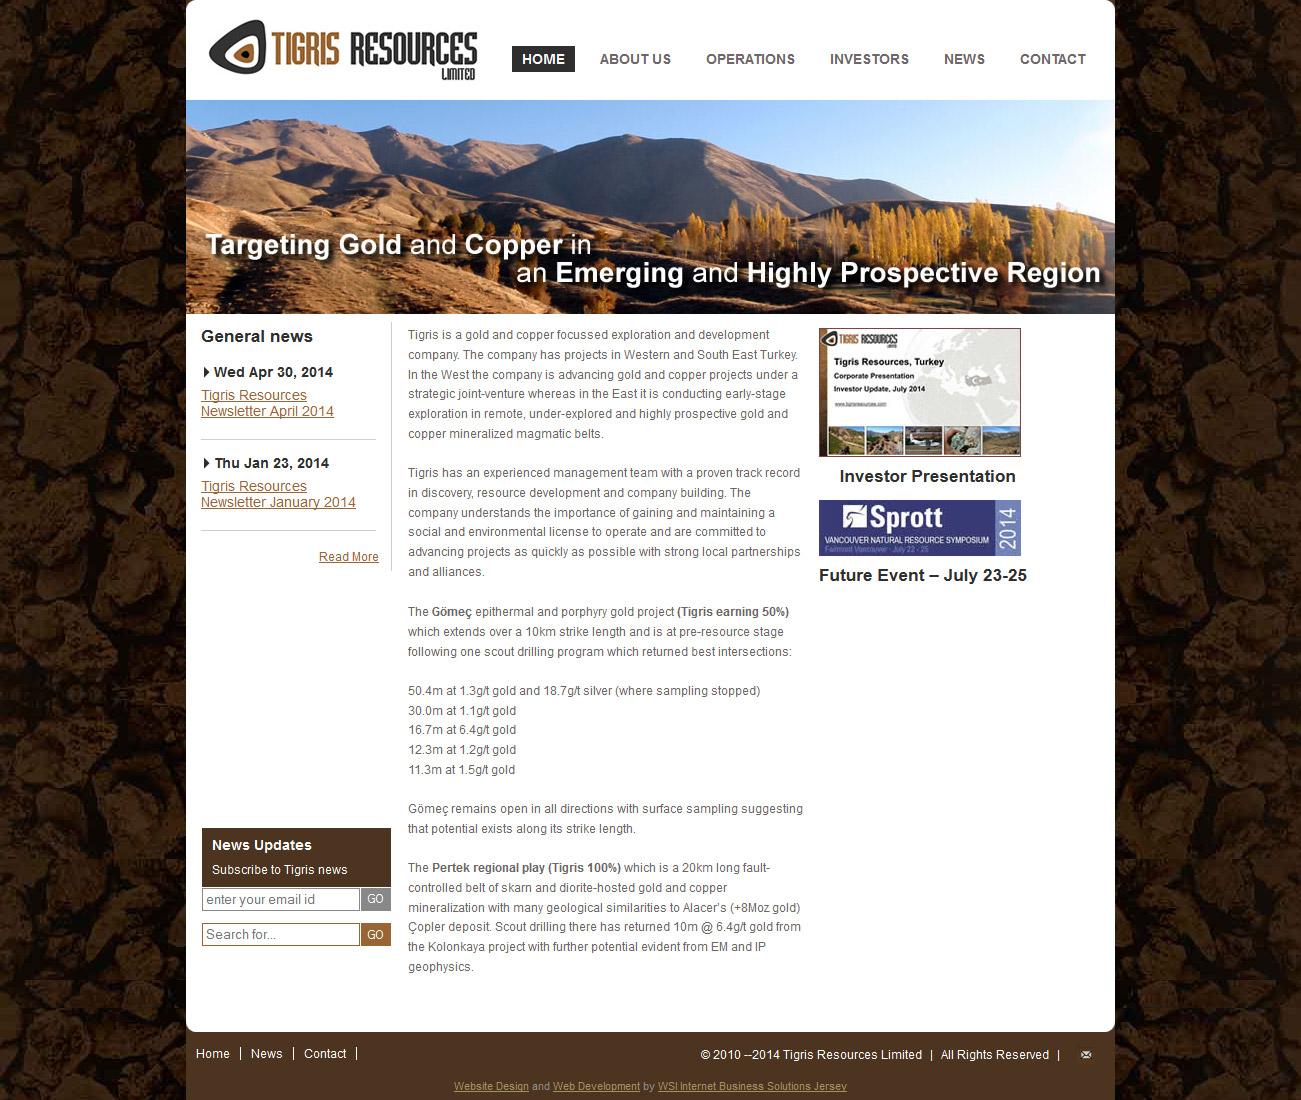 TIGRIS RESOURCES
LIMITED
HOME
ABOUT US
OPERATIONS
INVESTORS
NEWS
CONTACT
Targeting Gold and Copper in
an Emerging and Highly Prospective Region
General news
Wed Apr 30, 2014
Tigris Resources
Newsletter April 2014
Thu Jan 23, 2014
Tigris Resources
Newsletter January 2014
Read More
News Updates
Subscribe to Tigris news
enter your email id
GO
Search for...
GO
Tigris is a gold and copper focussed exploration and development
company. The company has projects in Western and South East Turkey.
In the West the company is advancing gold and copper projects under a
strategic joint-venture whereas in the East it is conducting early-stage
exploration in remote, under-explored and highly prospective gold and
copper mineralized magmatic belts.
Tigris has an experienced management team with a proven track record
in discovery, resource development and company building. The
company understands the importance of gaining and maintaining a
social and environmental license to operate and are committed to
advancing projects as quickly as possible with strong local partnerships
and alliances.
The Gömeç epithermal and porphyry gold project (Tigris earning 50%)
which extends over a 10km strike length and is at pre-resource stage
following one scout drilling program which returned best intersections:
50.4m at 1.3g/t gold and 18.7g/t silver (where sampling stopped)
30.0m at 1.1g/t gold
16.7m at 6.4g/t gold
12.3m at 1.2g/t gold
11.3m at 1.5g/t gold
Gömeç remains open in all directions with surface sampling suggesting
that potential exists along its strike length.
The Pertek regional play (Tigris 100%) which is a 20km long fault-
controlled belt of skarn and diorite-hosted gold and copper
mineralization with many geological similarities to Alacer's (+8Moz gold)
Çopler deposit. Scout drilling there has returned 10m @ 6.4g/t gold from
the Kolonkaya project with further potential evident from EM and IP
geophysics.
TIGRIS RESOURCES
LIMITED
Tigris Resources, Turkey
Corporate Presentation
Investor Update, July 2014
www.tigrisresources.com
Investor Presentation
Sprott
2014
VANCOUVER NATURAL RESOURCE SYMPOSIUM
Fairmont Vancouver - July 22 - 25
Future Event – July 23-25
Home | News | Contact |
© 2010 --2014 Tigris Resources Limited | All Rights Reserved |
Website Design and Web Development by WSI Internet Business Solutions Jersey